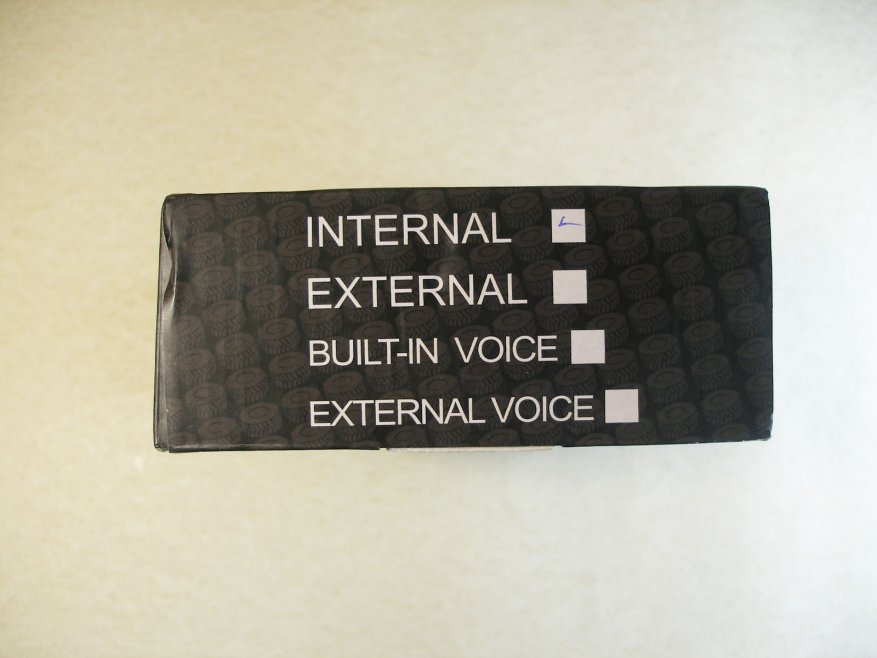 INTERNAL
EXTERNAL
BUILT-IN VOICE
EXTERNAL VOICE